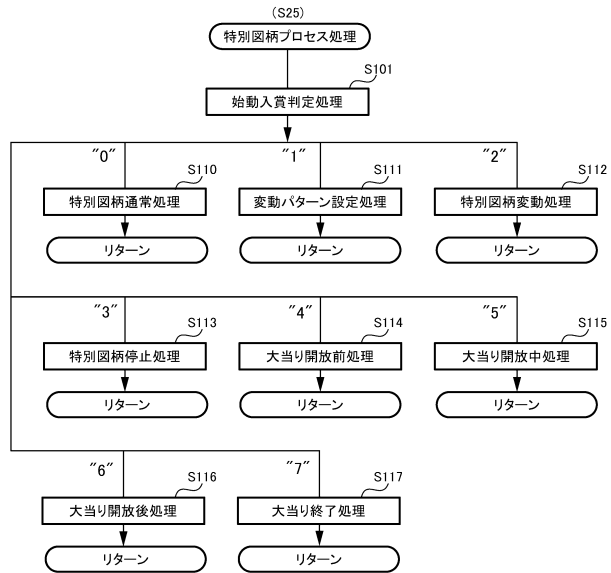 (S25)
特別図柄プロセス処理
S101
始動入賞判定処理
"0" "1" "2"
S110 S111 S112
特別図柄通常処理 変動パターン設定処理 特別図柄変動処理
リターン リターン リターン
"3" "4" "5"
S113 S114 S115
特別図柄停止処理 大当り開放前処理 大当り開放中処理
リターン リターン リターン
"6" "7"
S116 S117
大当り開放後処理 大当り終了処理
リターン リターン